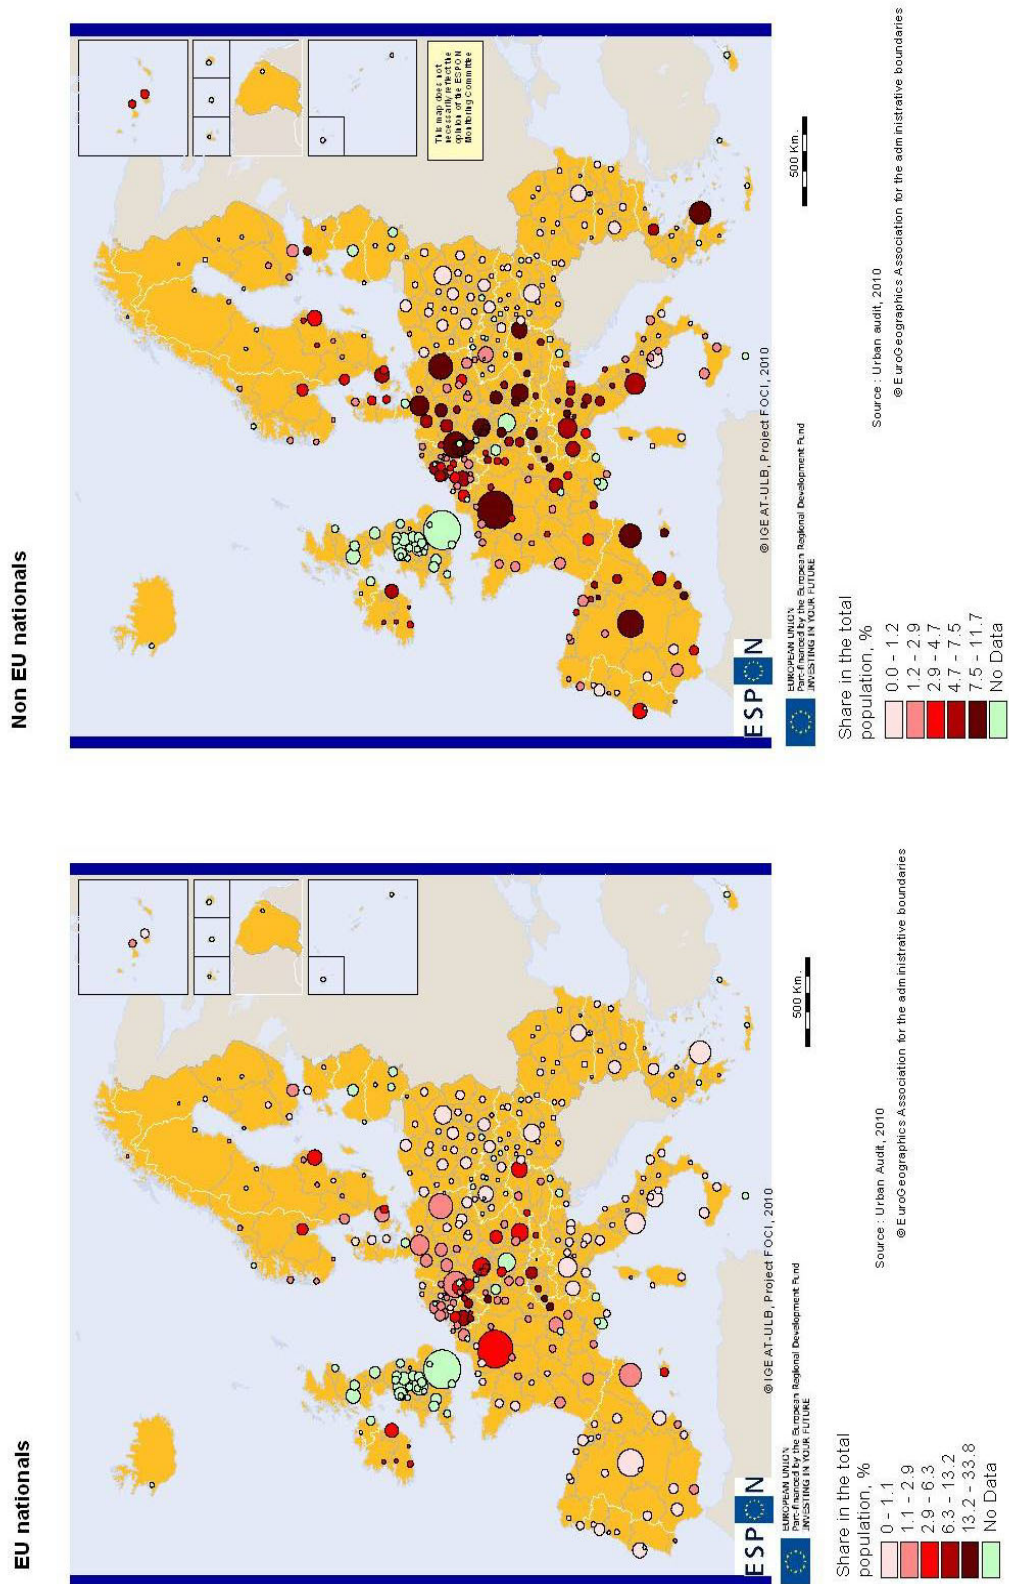 Non EU nationals
This map does not
necessarily reflect the
opinion of the ESPON
Monitoring Committee
500 Km.
© IGEAT-ULB, Project FOCI, 2010
ESPON
EUROPEAN UNION
Part-financed by the European Regional Development Fund
INVESTING IN YOUR FUTURE
Source : Urban audit, 2010
© EuroGeographics Association for the administrative boundaries
Share in the total
population, %
0.0 - 1.2
1.2 - 2.9
2.9 - 4.7
4.7 - 7.5
7.5 - 11.7
No Data
EU nationals
500 Km.
© IGEAT-ULB, Project FOCI, 2010
ESPON
EUROPEAN UNION
Part-financed by the European Regional Development Fund
INVESTING IN YOUR FUTURE
Source : Urban Audit, 2010
© EuroGeographics Association for the administrative boundaries
Share in the total
population, %
0 - 1.1
1.1 - 2.9
2.9 - 6.3
6.3 - 13.2
13.2 - 33.8
No Data